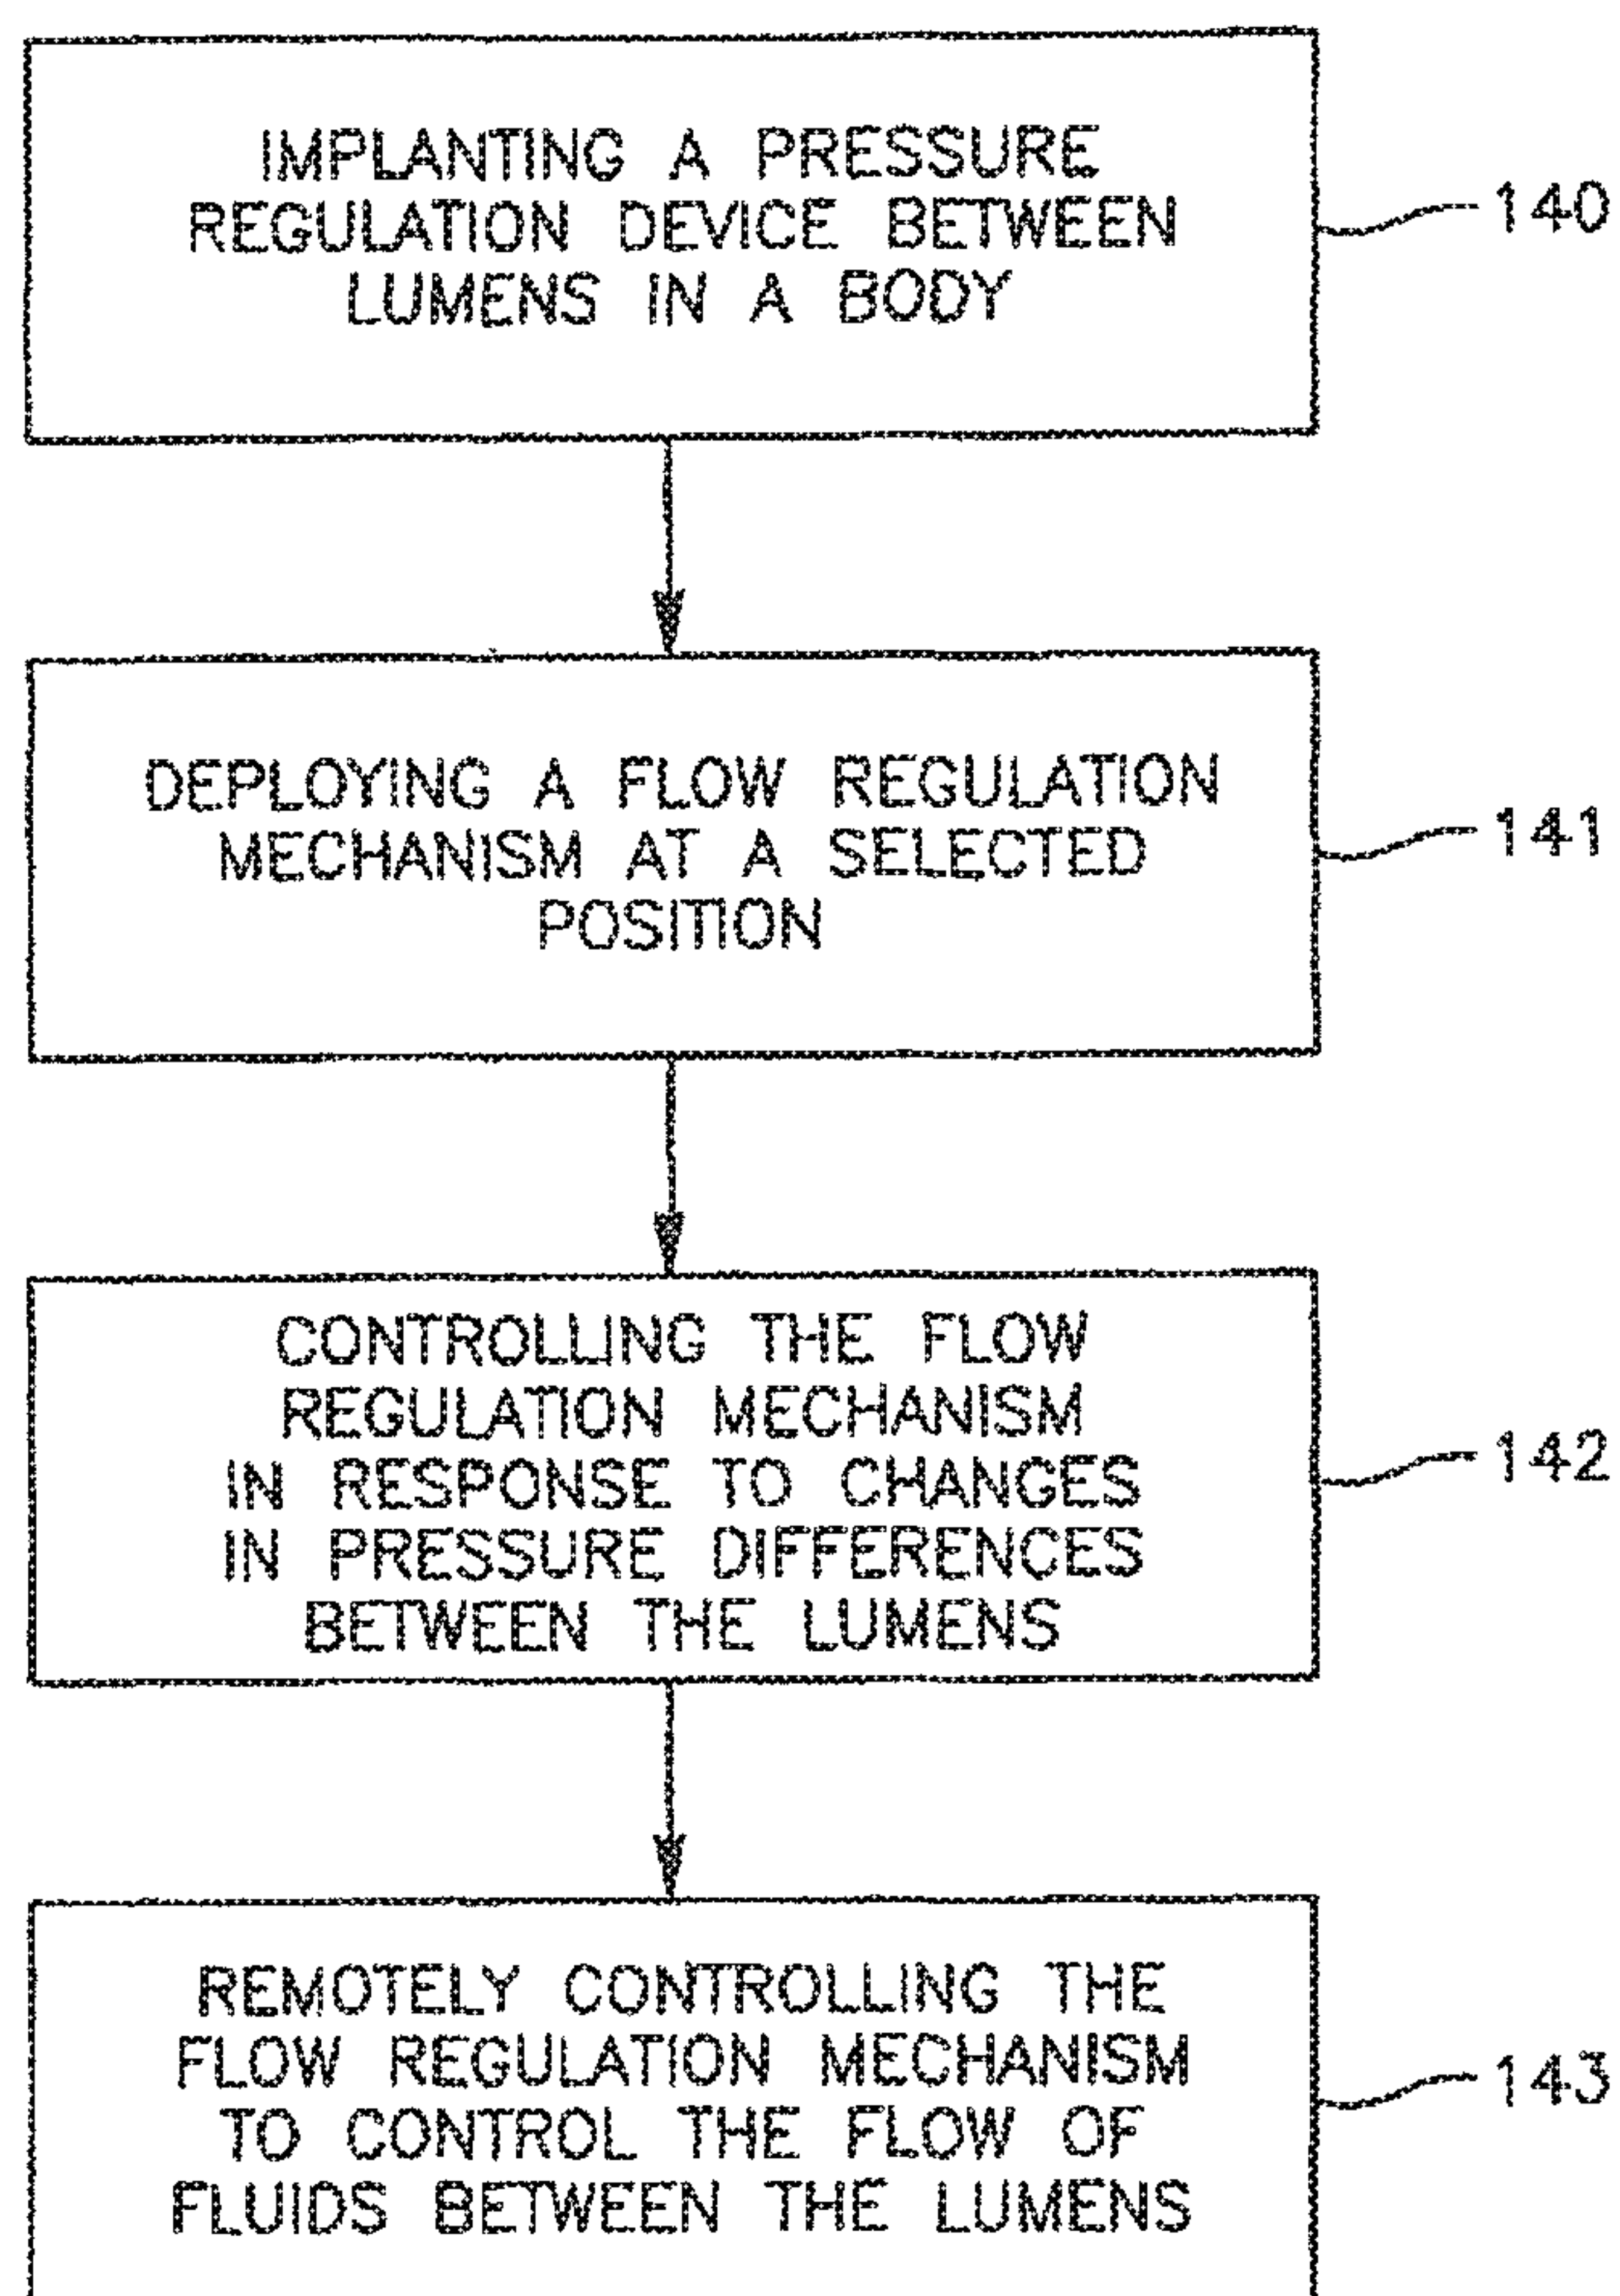 IMPLANTING A PRESSURE
REGULATION DEVICE BETWEEN
LUMENS IN A BODY
140
DEPLOYING A FLOW REGULATION
MECHANISM AT A SELECTED
POSITION
141
CONTROLLING THE FLOW
REGULATION MECHANISM
IN RESPONSE TO CHANGES
IN PRESSURE DIFFERENCES
BETWEEN THE LUMENS
142
REMOTELY CONTROLLING THE
FLOW REGULATION MECHANISM
TO CONTROL THE FLOW OF
FLUIDS BETWEEN THE LUMENS
143